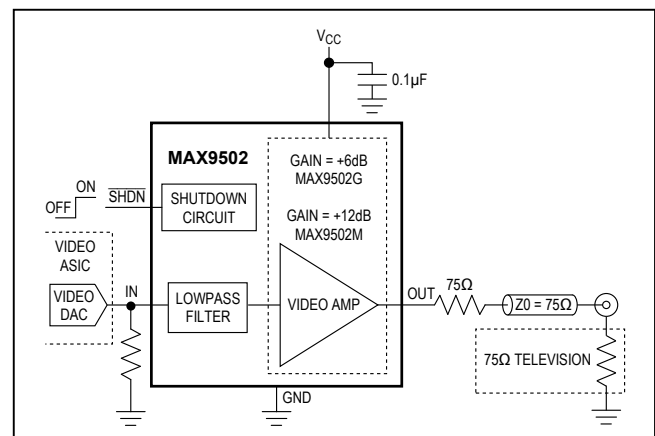 VCC
0.1µF
MAX9502
GAIN = +6dB
MAX9502G
GAIN = +12dB
MAX9502M
ON
OFF
SHDN
SHUTDOWN
CIRCUIT
VIDEO
ASIC
VIDEO
DAC
IN
LOWPASS
FILTER
VIDEO AMP
OUT
75Ω
Z0 = 75Ω
75Ω TELEVISION
GND